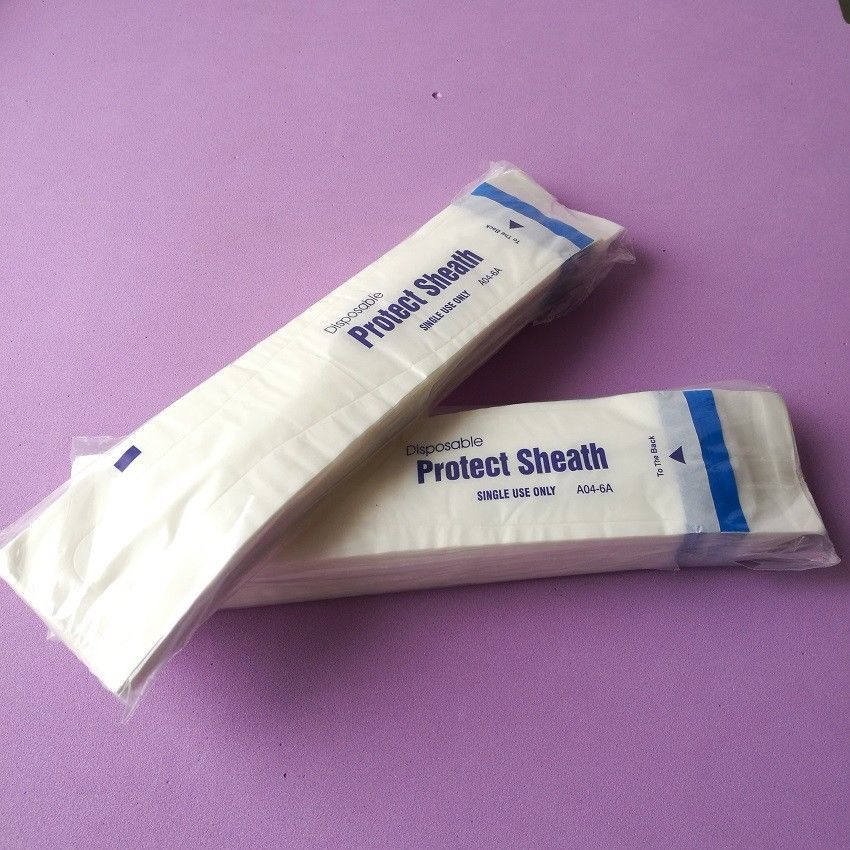 To The Back
Disposable
Protect Sheath
SINGLE USE ONLY A04-6A
Disposable
Protect Sheath
SINGLE USE ONLY A04-6A
To The Back